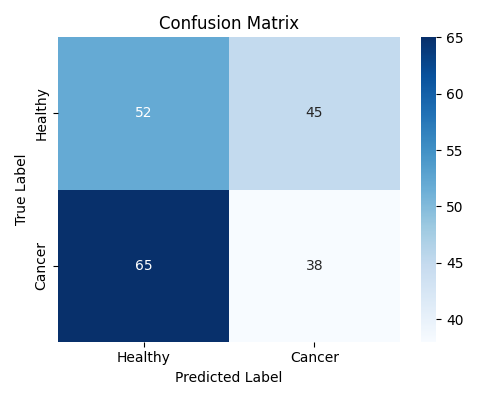 Confusion Matrix
True Label
Healthy
Cancer
52 45
65 38
Healthy Cancer
Predicted Label
65
60
55
50
45
40